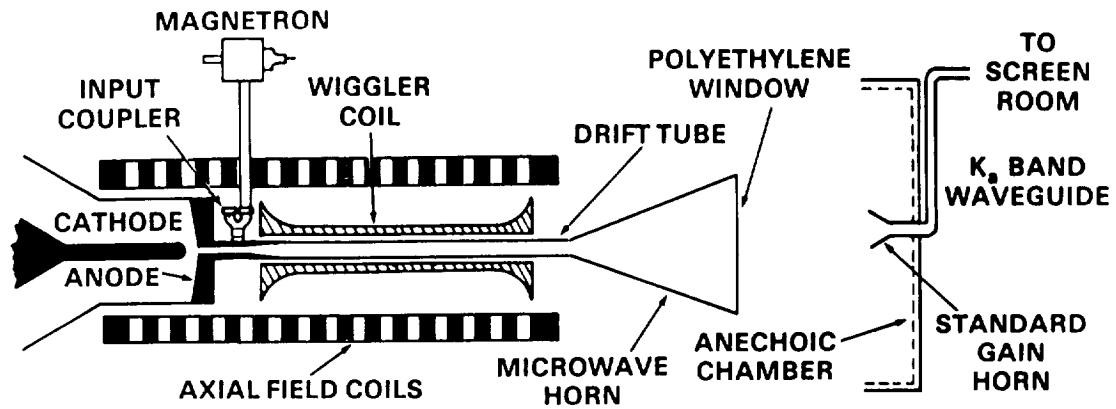 MAGNETRON
INPUT
COUPLER
WIGGLER
COIL
DRIFT TUBE
POLYETHYLENE
WINDOW
TO
SCREEN
ROOM
Ka BAND
WAVEGUIDE
CATHODE
ANODE
AXIAL FIELD COILS
MICROWAVE
HORN
ANECHOIC
CHAMBER
STANDARD
GAIN
HORN